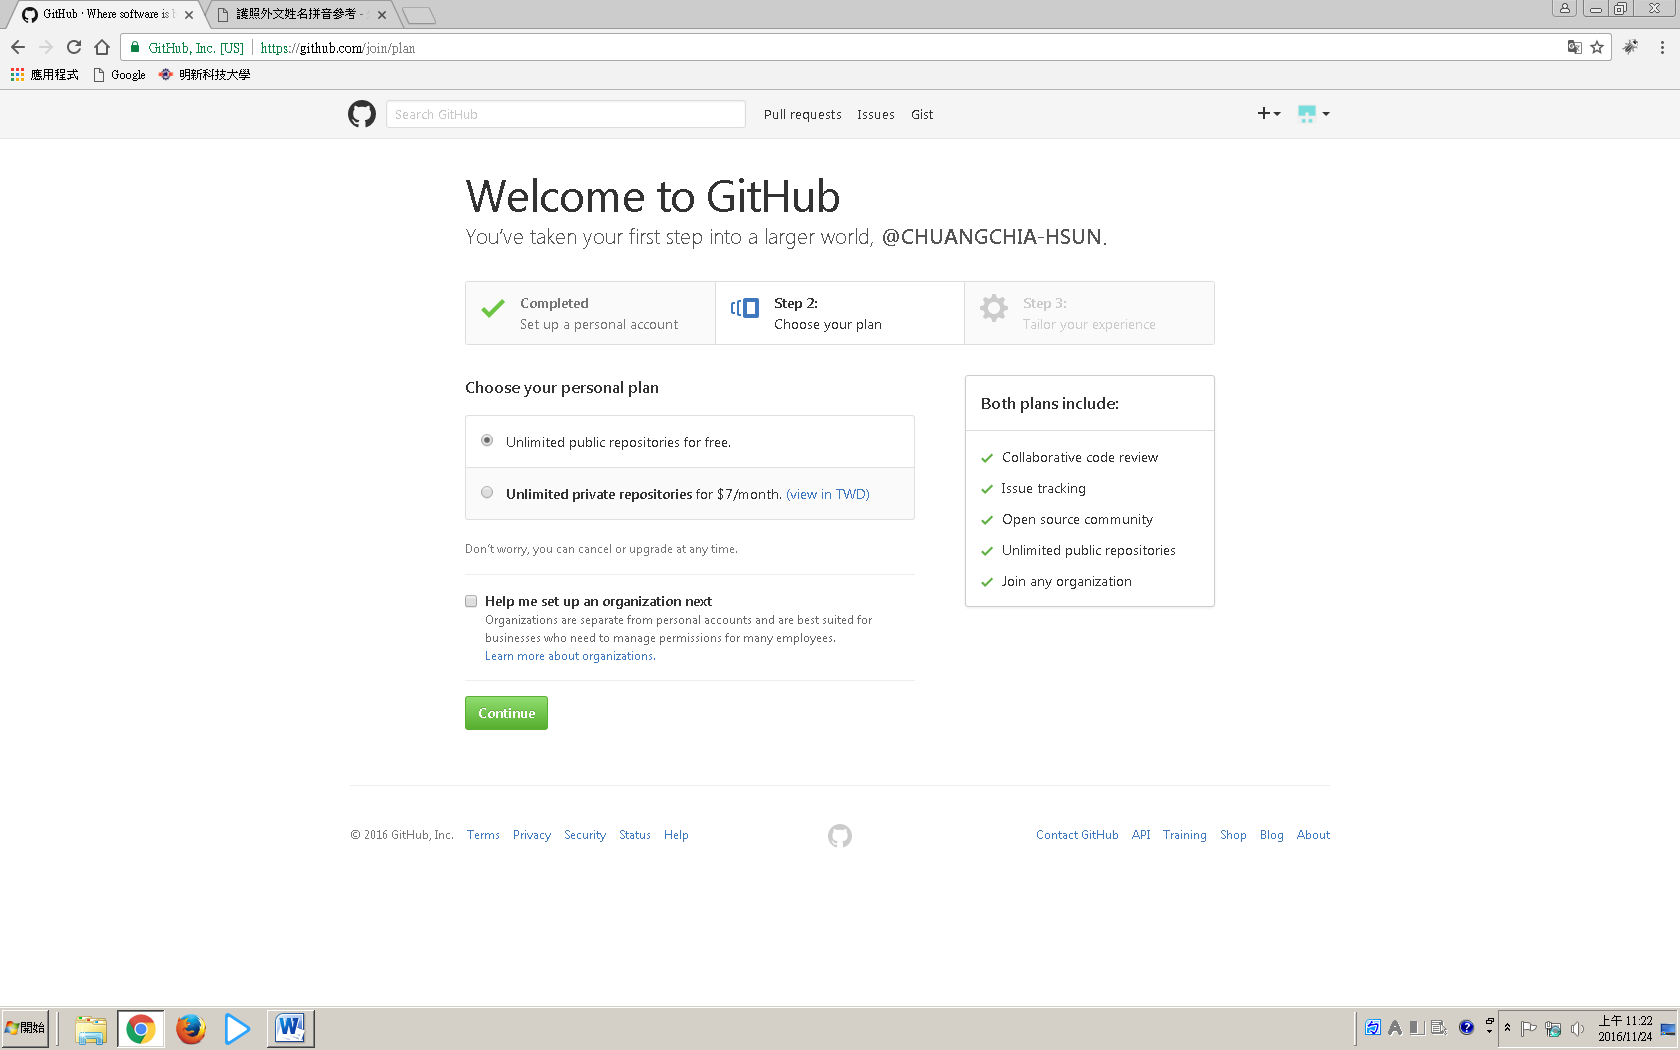 GitHub · Where software is
護照外文姓名拼音參考 -
GitHub, Inc. [US]
https://github.com/join/plan
應用程式
Google
明新科技大學
Search GitHub
Pull requests
Issues
Gist
Welcome to GitHub
You've taken your first step into a larger world, @CHUANGCHIA-HSUN.
Completed
Set up a personal account
Step 2:
Choose your plan
Step 3:
Tailor your experience
Choose your personal plan
Unlimited public repositories for free.
Unlimited private repositories for $7/month. (view in TWD)
Don't worry, you can cancel or upgrade at any time.
Help me set up an organization next
Organizations are separate from personal accounts and are best suited for
businesses who need to manage permissions for many employees.
Learn more about organizations.
Continue
Both plans include:
Collaborative code review
Issue tracking
Open source community
Unlimited public repositories
Join any organization
© 2016 GitHub, Inc.
Terms
Privacy
Security
Status
Help
Contact GitHub
API
Training
Shop
Blog
About
開始
上午 11:22
2016/11/24